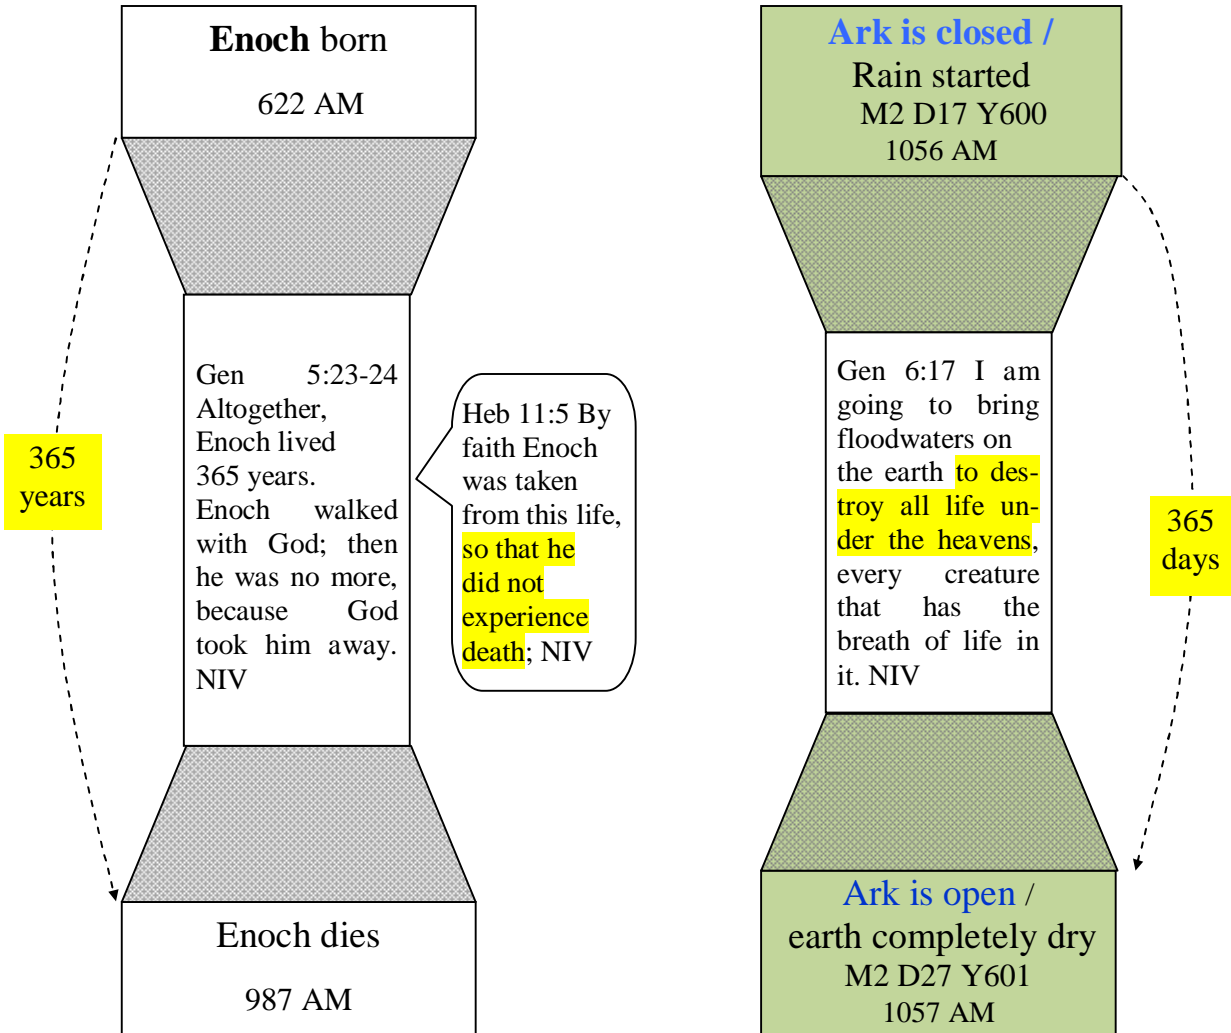 Enoch born
622 AM
365
years
Gen 5:23-24
Altogether,
Enoch lived
365 years.
Enoch walked
with God; then
he was no more,
because God
took him away.
NIV
Heb 11:5 By
faith Enoch
was taken
from this life,
so that he
did not
experience
death; NIV
Enoch dies
987 AM
Ark is closed /
Rain started
M2 D17 Y600
1056 AM
Gen 6:17 I am
going to bring
floodwaters on
the earth to des-
troy all life un-
der the heavens,
every creature
that has the
breath of life in
it. NIV
365
days
Ark is open /
earth completely dry
M2 D27 Y601
1057 AM